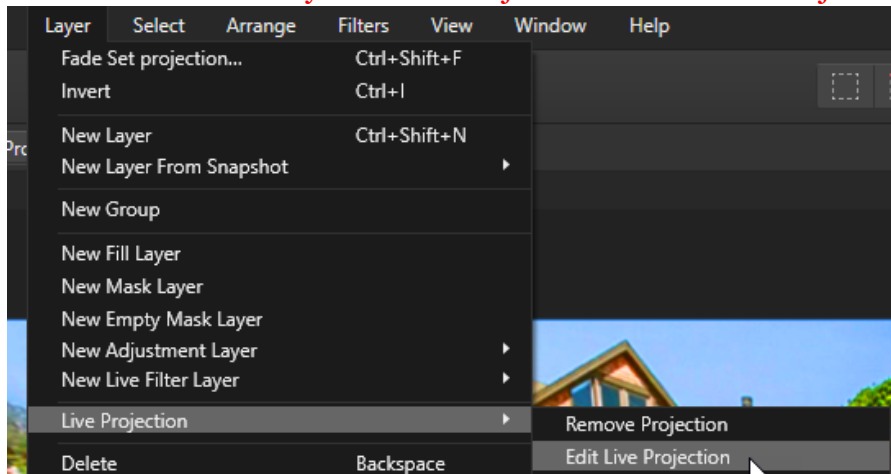 Layer Select Arrange Filters View Window Help
Fade Set projection... Ctrl+Shift+F
Invert Ctrl+I
New Layer Ctrl+Shift+N
New Layer From Snapshot
New Group
New Fill Layer
New Mask Layer
New Empty Mask Layer
New Adjustment Layer
New Live Filter Layer
Live Projection
Remove Projection
Edit Live Projection
Delete Backspace